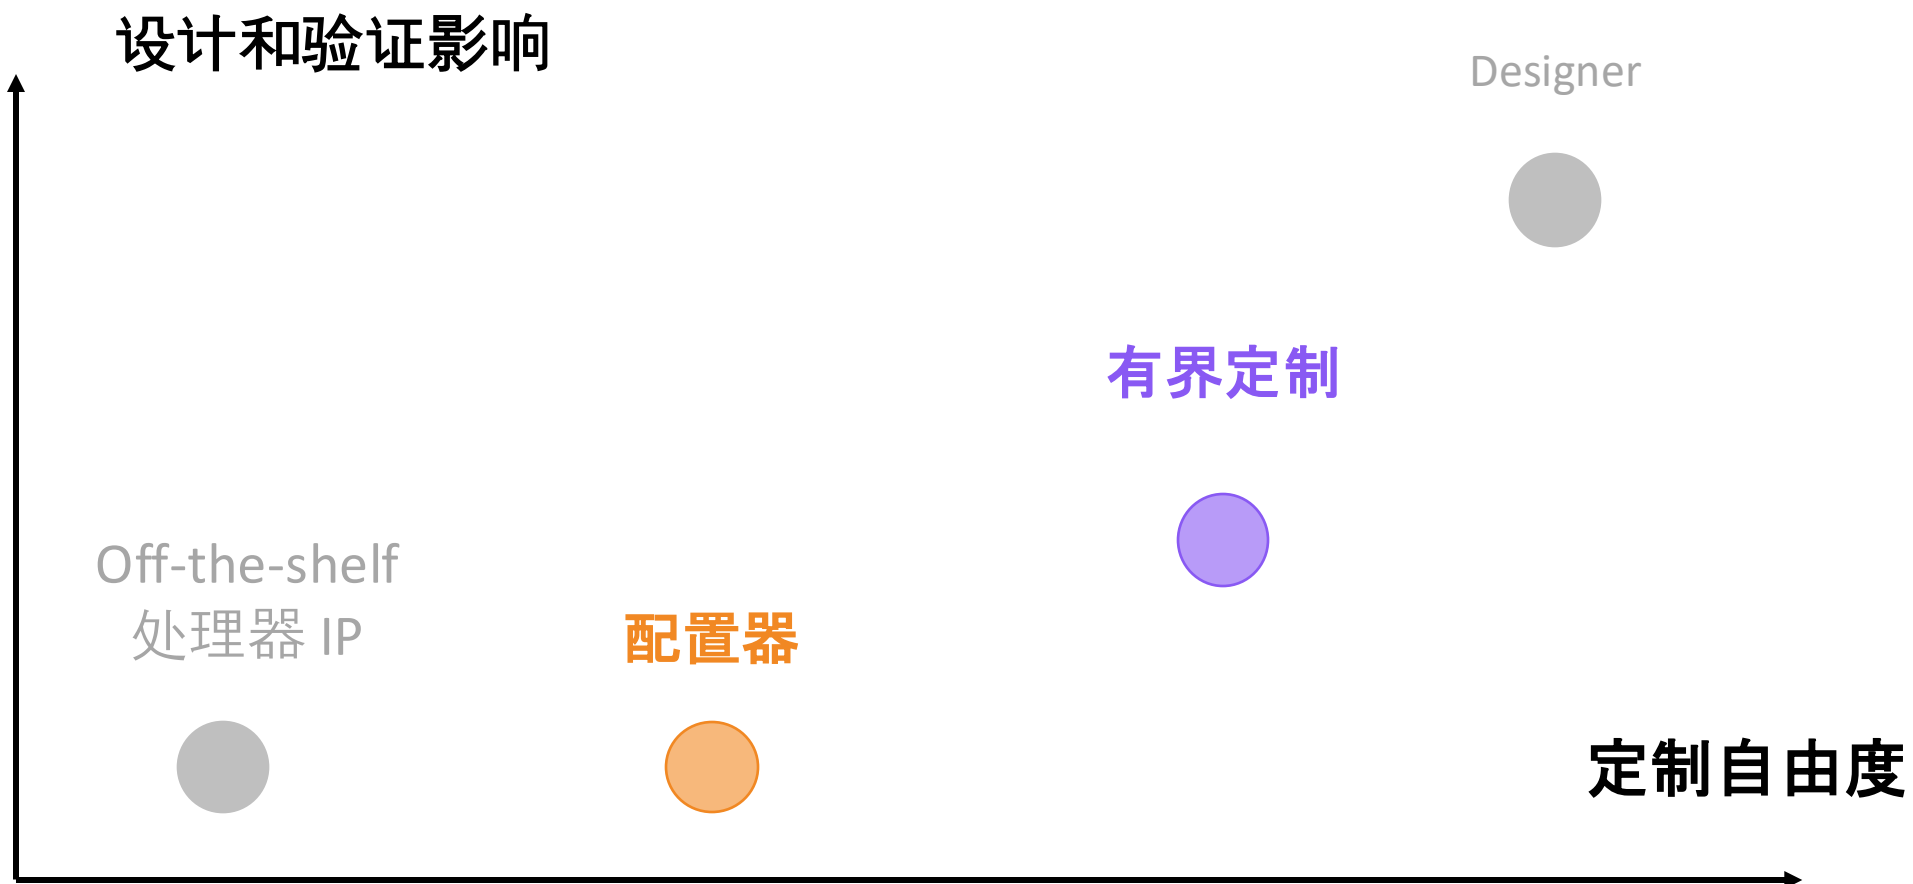 设计和验证影响
Designer
有界定制
Off-the-shelf
处理器 IP
配置器
定制自由度